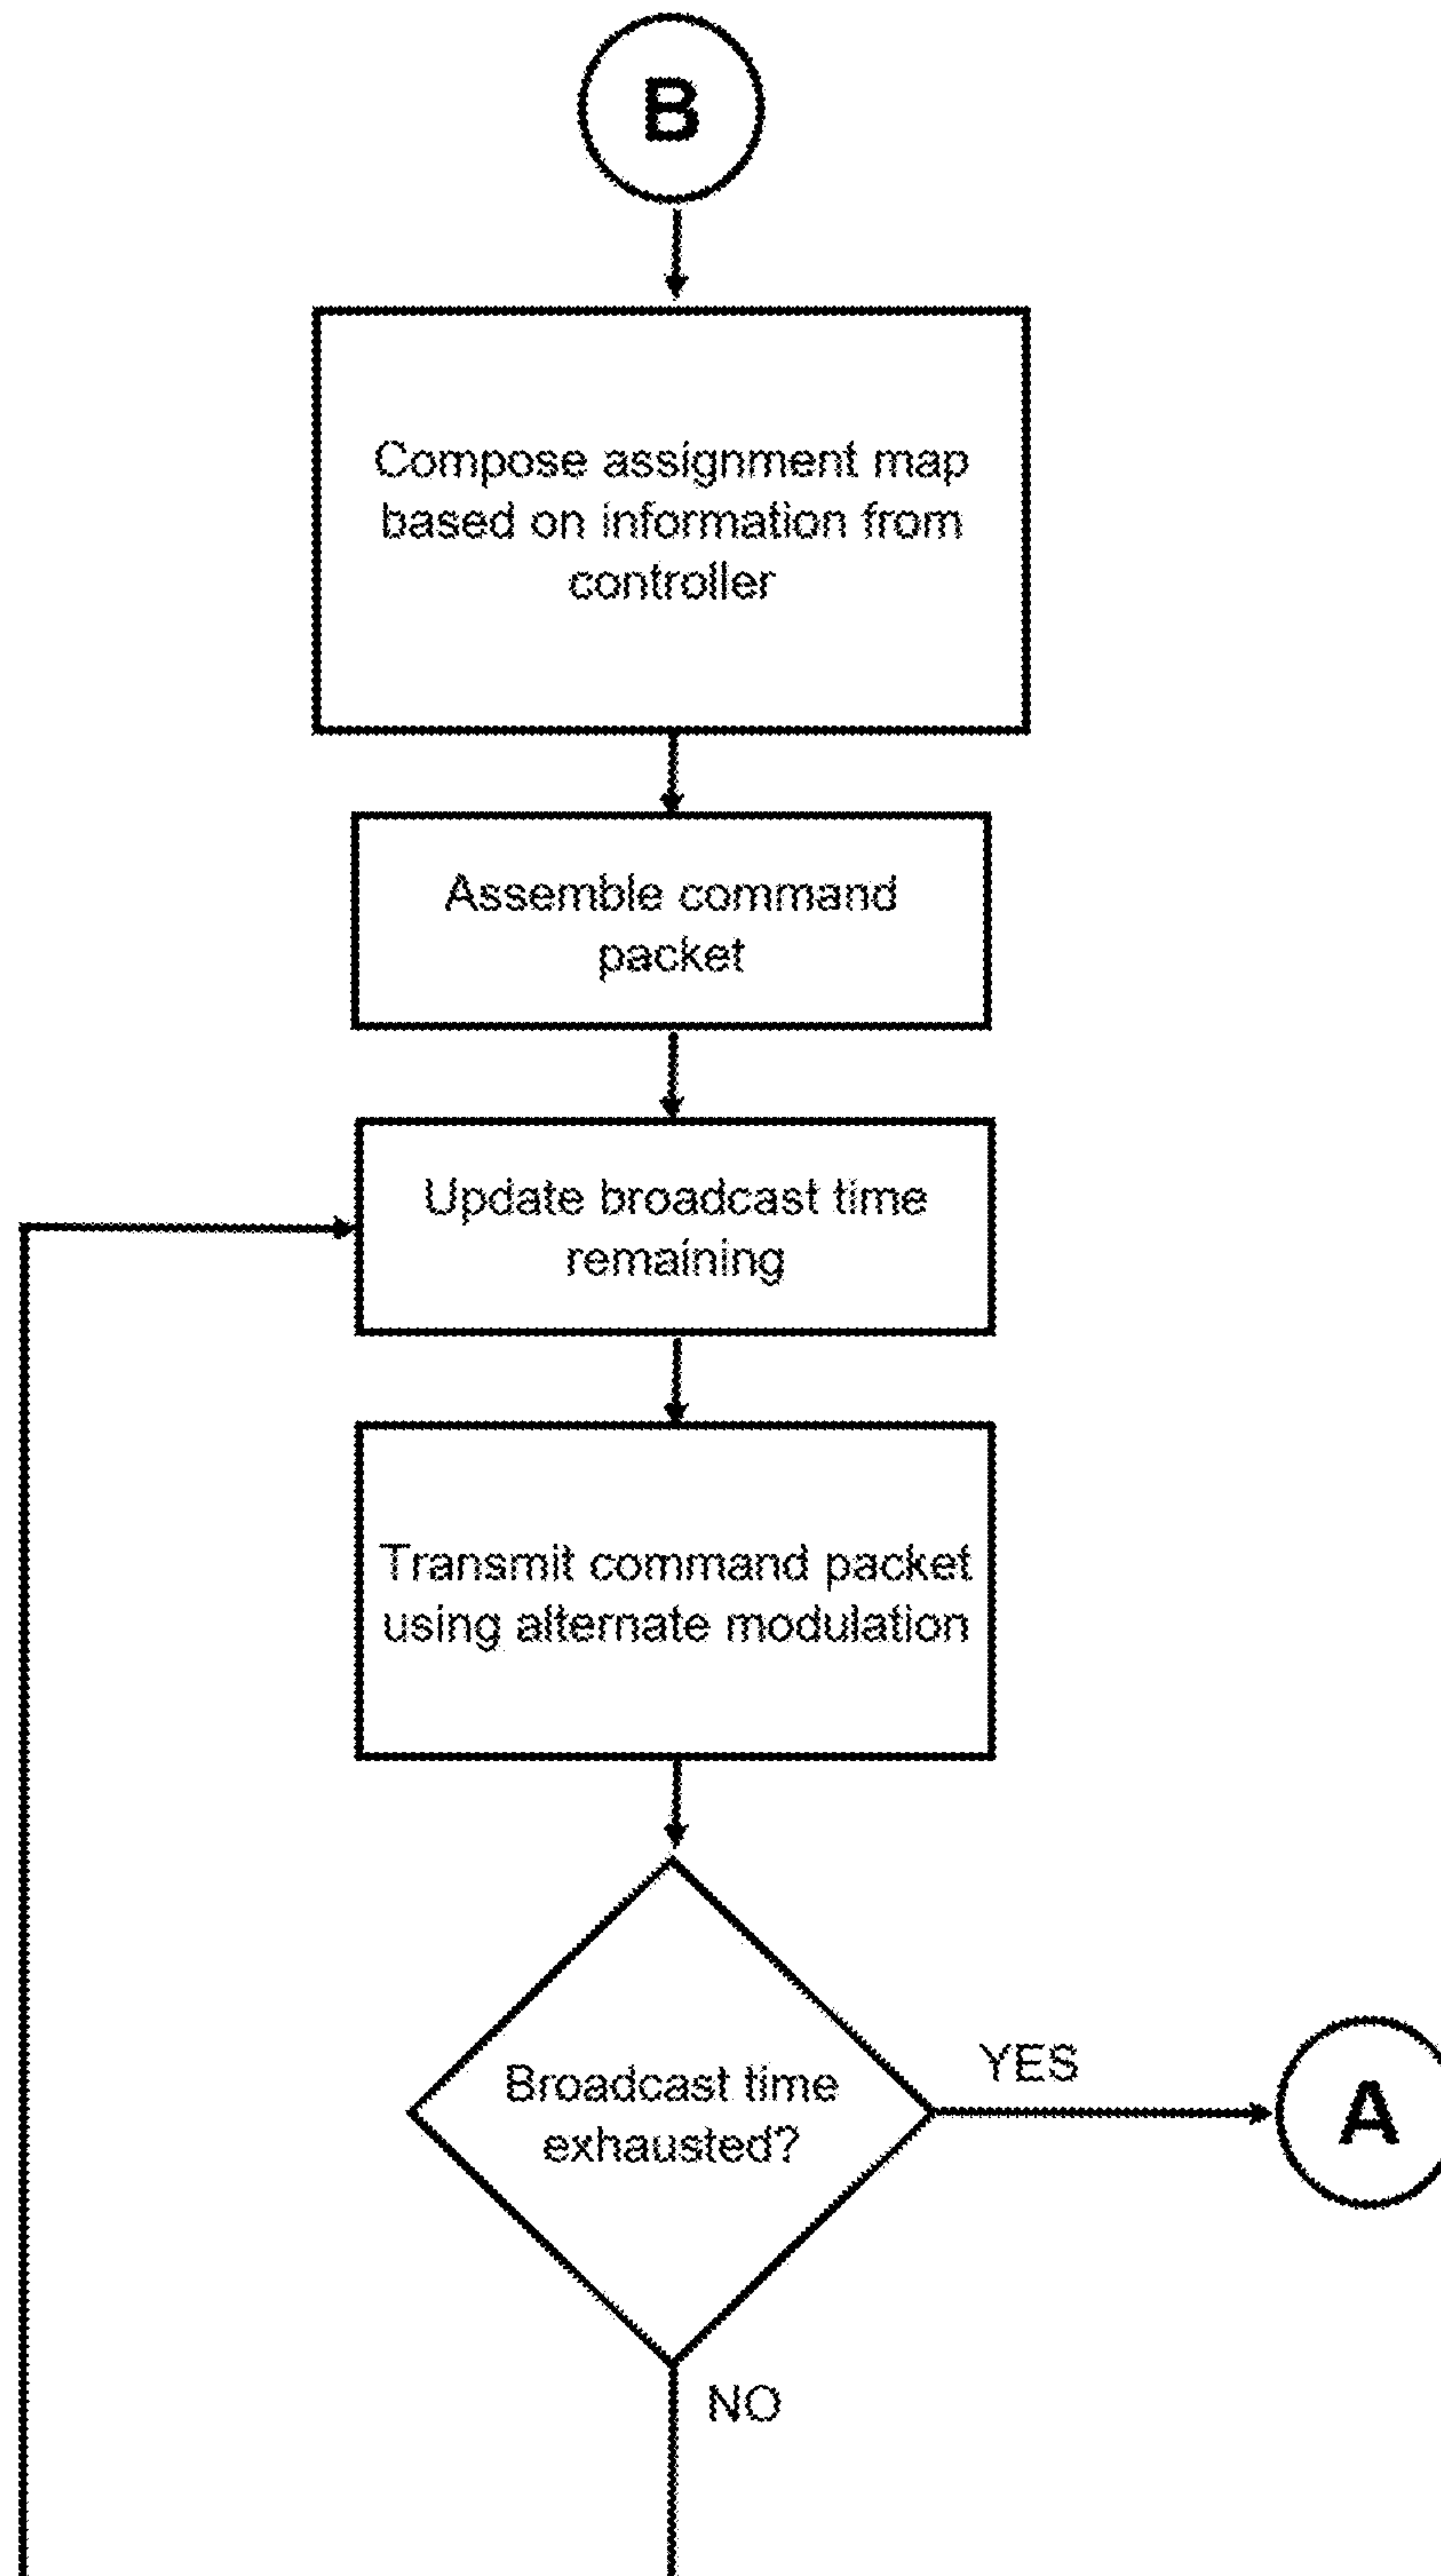 B
Compose assignment map
based on information from
controller
Assemble command
packet
Update broadcast time
remaining
Transmit command packet
using alternate modulation
Broadcast time
exhausted?
YES
A
NO